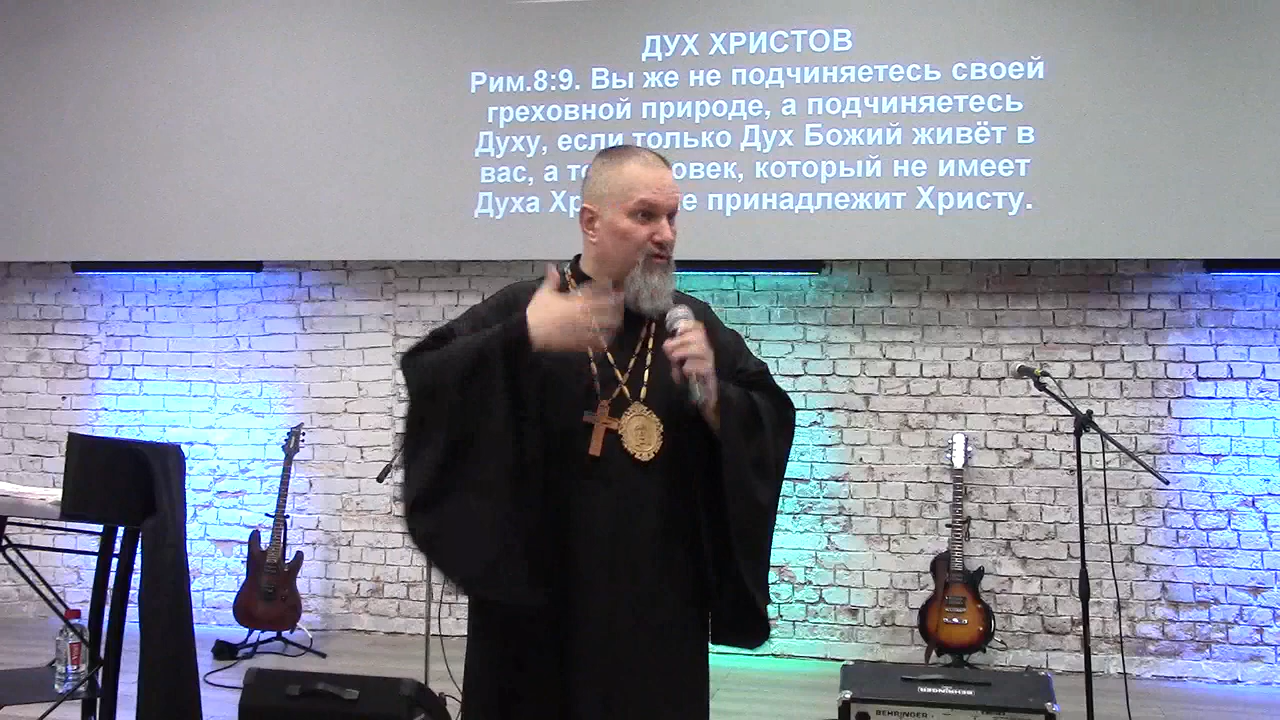 ДУХ ХРИСТОВ
Рим.8:9. Вы же не подчиняетесь своей
греховной природе, а подчиняетесь
Духу, если только Дух Божий живёт в
вас, а который не имеет
Духа принадлежит Христу.
BEHRINGER
BEHRINGER